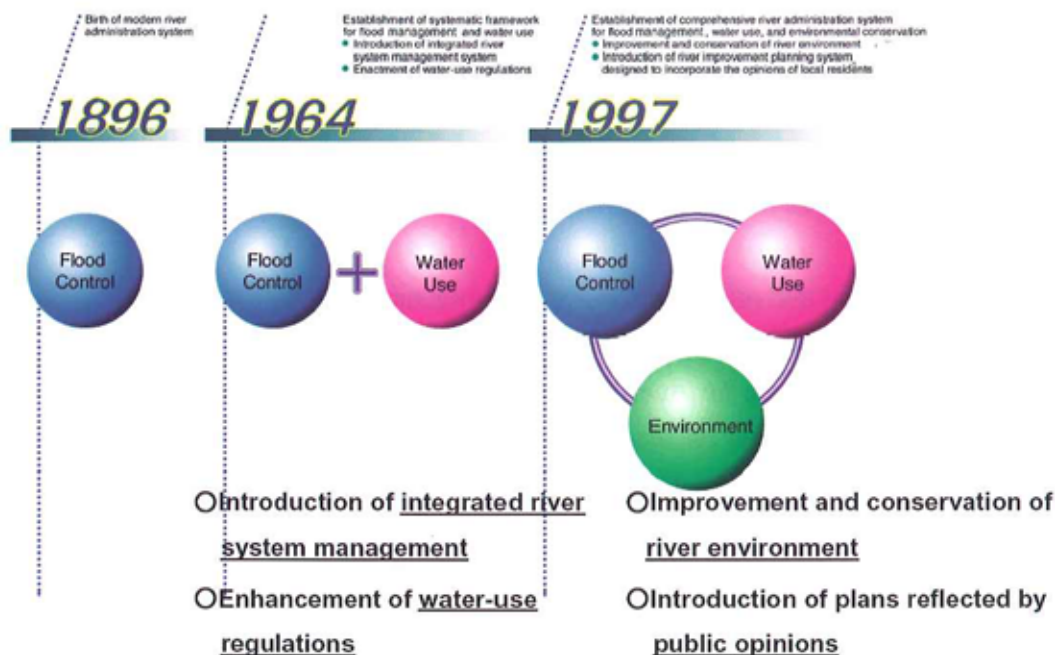 Birth of modern river
administration system
Establishment of systematic framework
for flood management and water use
Introduction of integrated river
system management system
Enactment of water-use regulations
Establishment of comprehensive river administration system
for flood management, water use, and environmental conservation
Improvement and conservation of river environment
Introduction of river improvement planning system
designed to incorporate the opinions of local residents
1896
1964
1997
Flood
Control
Flood
Control
+
Water
Use
Flood
Control
Water
Use
Environment
○Introduction of integrated river
system management
○Enhancement of water-use
regulations
○Improvement and conservation of
river environment
○Introduction of plans reflected by
public opinions